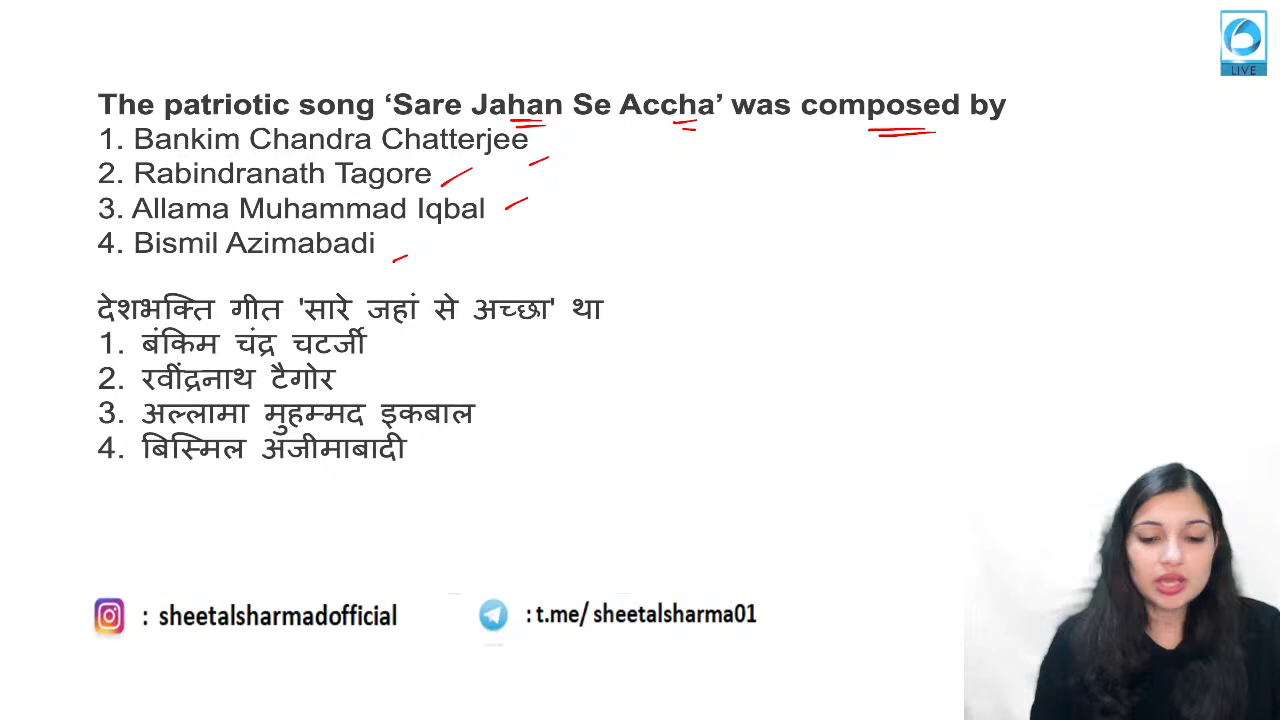 LIVE
The patriotic song ‘Sare Jahan Se Accha’ was composed by
1. Bankim Chandra Chatterjee
2. Rabindranath Tagore
3. Allama Muhammad Iqbal
4. Bismil Azimabadi
देशभक्ति गीत 'सारे जहां से अच्छा' था
1. बंकिम चंद्र चटर्जी
2. रवींद्रनाथ टैगोर
3. अल्लामा मुहम्मद इकबाल
4. बिस्मिल अजीमाबादी
: sheetalsharmadofficial
: t.me/ sheetalsharma01